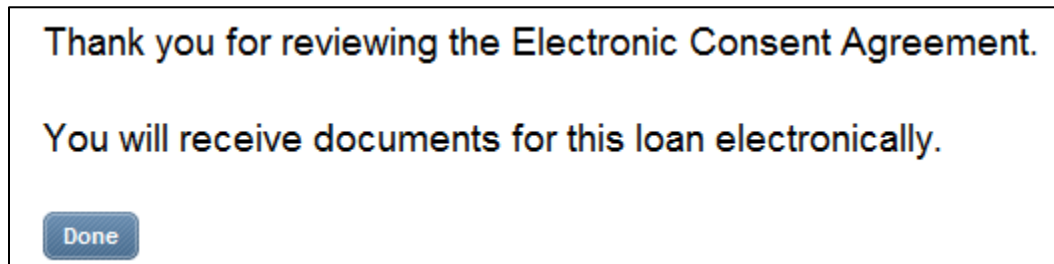 Thank you for reviewing the Electronic Consent Agreement.
You will receive documents for this loan electronically.
Done